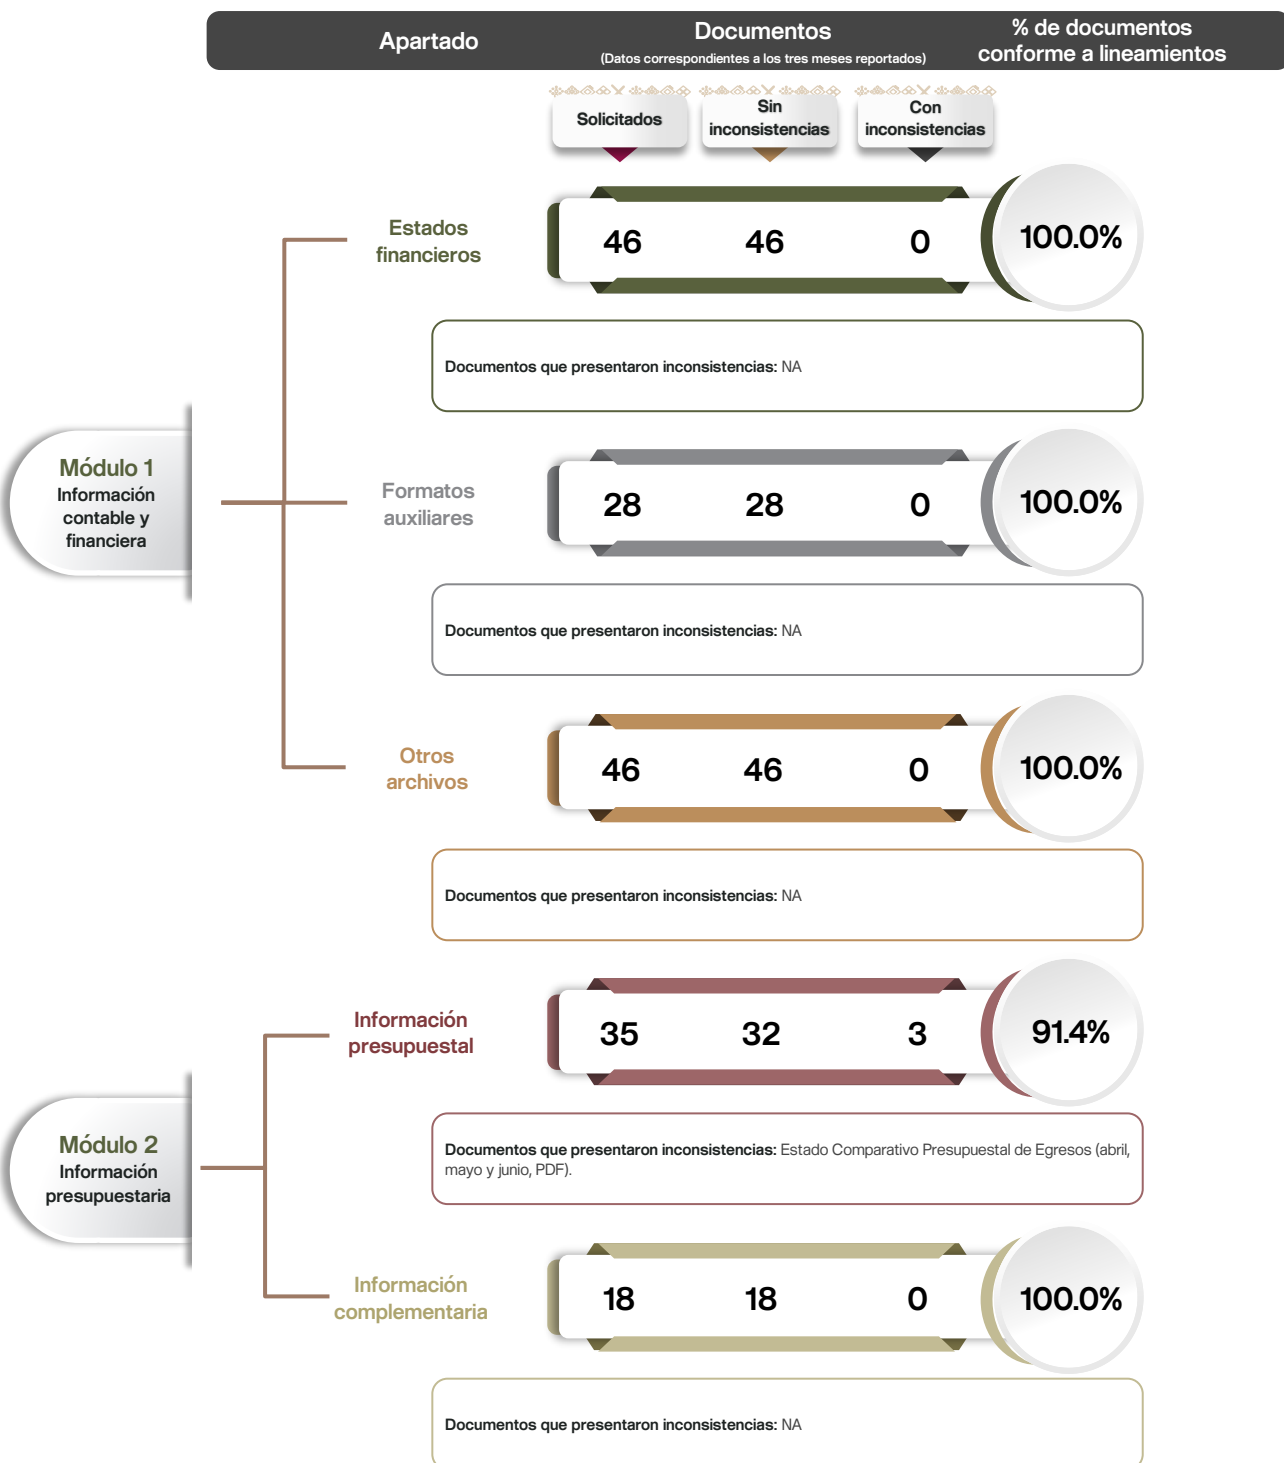 Apartado
Documentos
(Datos correspondientes a los tres meses reportados)
% de documentos
conforme a lineamientos
Solicitados
Sin
inconsistencias
Con
inconsistencias
Módulo 1
Información
contable y
financiera
Estados
financieros
46 46 0 100.0%
Documentos que presentaron inconsistencias: NA
Formatos
auxiliares
28 28 0 100.0%
Documentos que presentaron inconsistencias: NA
Otros
archivos
46 46 0 100.0%
Documentos que presentaron inconsistencias: NA
Módulo 2
Información
presupuestaria
Información
presupuestal
35 32 3 91.4%
Documentos que presentaron inconsistencias: Estado Comparativo Presupuestal de Egresos (abril,
mayo y junio, PDF).
Información
complementaria
18 18 0 100.0%
Documentos que presentaron inconsistencias: NA